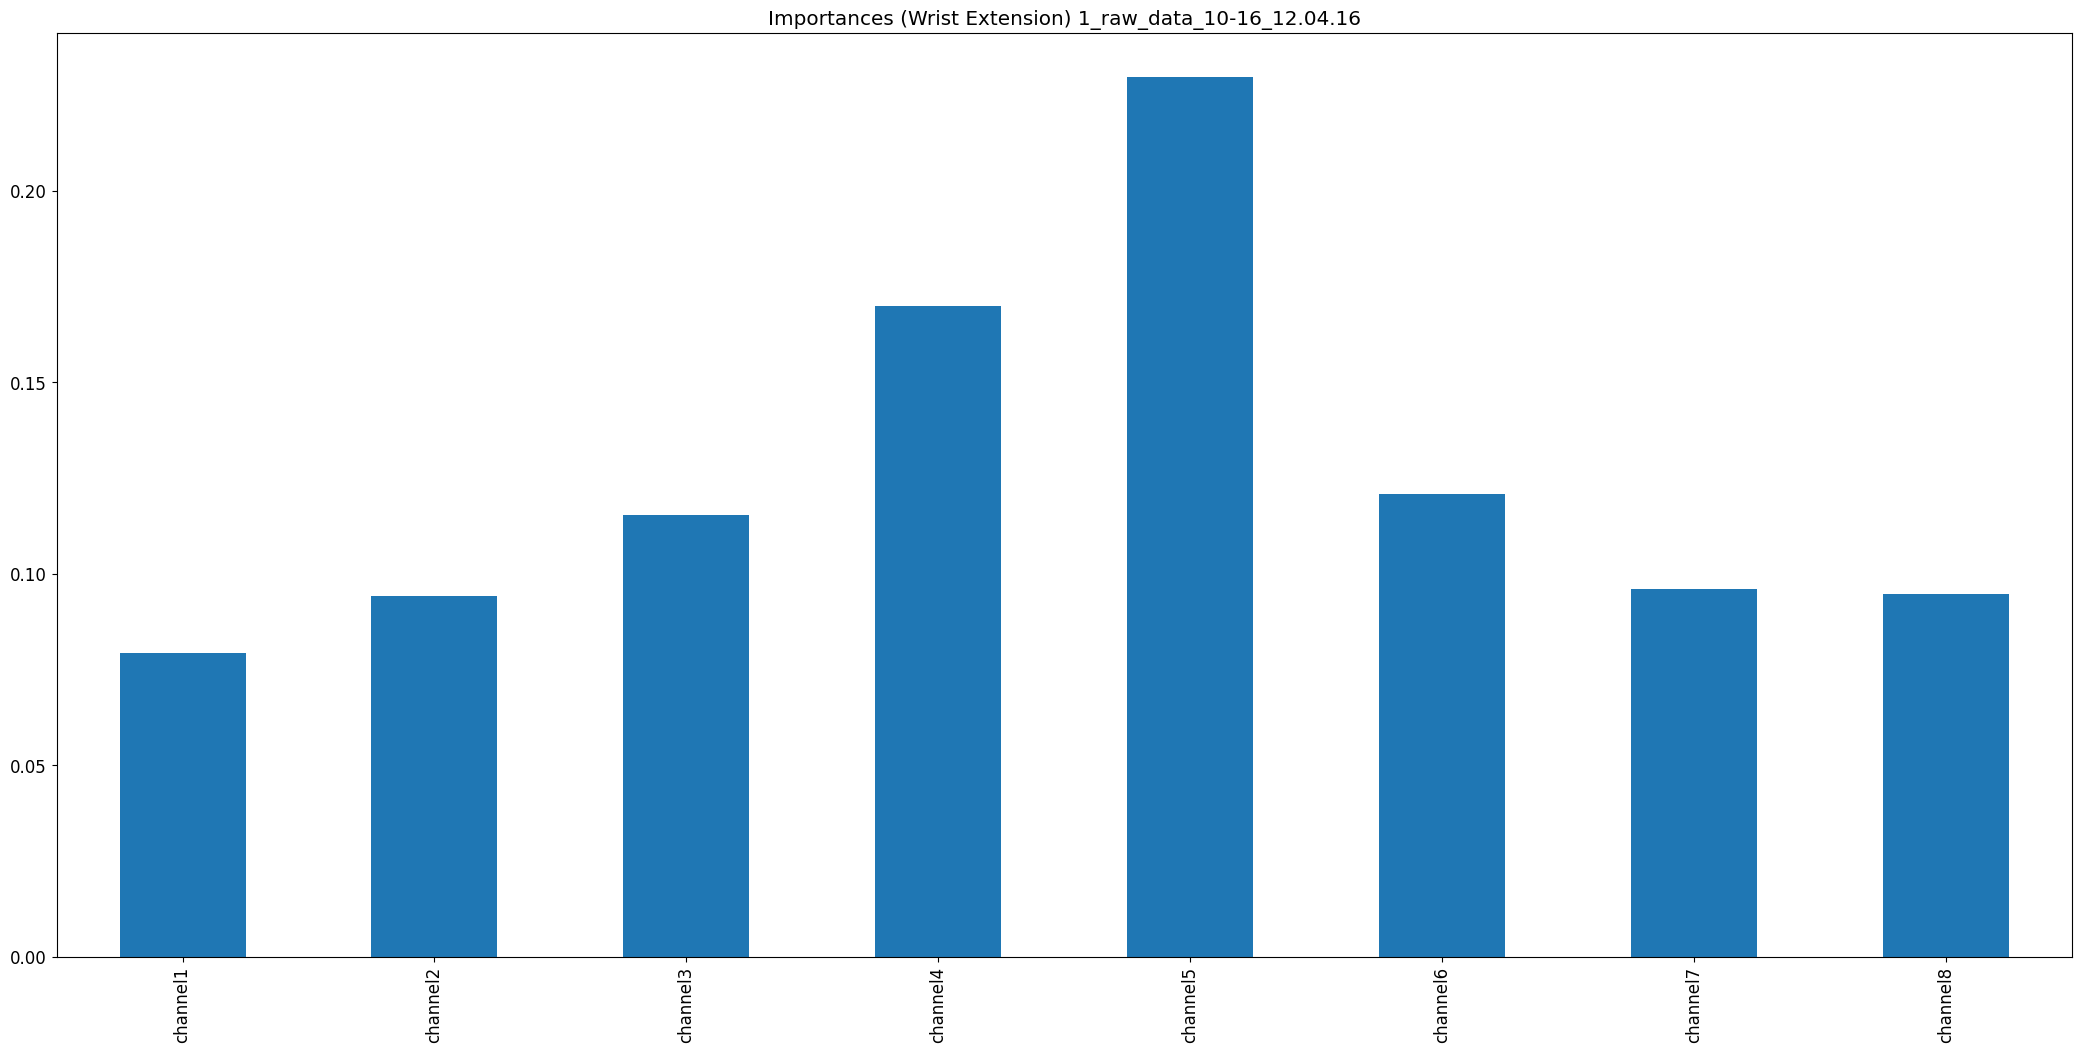 Importances (Wrist Extension) 1_raw_data_10-16_12.04.16
0.20
0.15
0.10
0.05
0.00
channel1
channel2
channel3
channel4
channel5
channel6
channel7
channel8